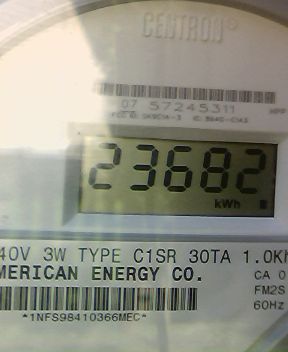 CENTRON®
07 57245311
23682
kWh
40V 3W TYPE C1SR 30TA 1.0Kh
MERICAN ENERGY CO.
CA 0
FM2S
60Hz
*1NFS98410366MEC*